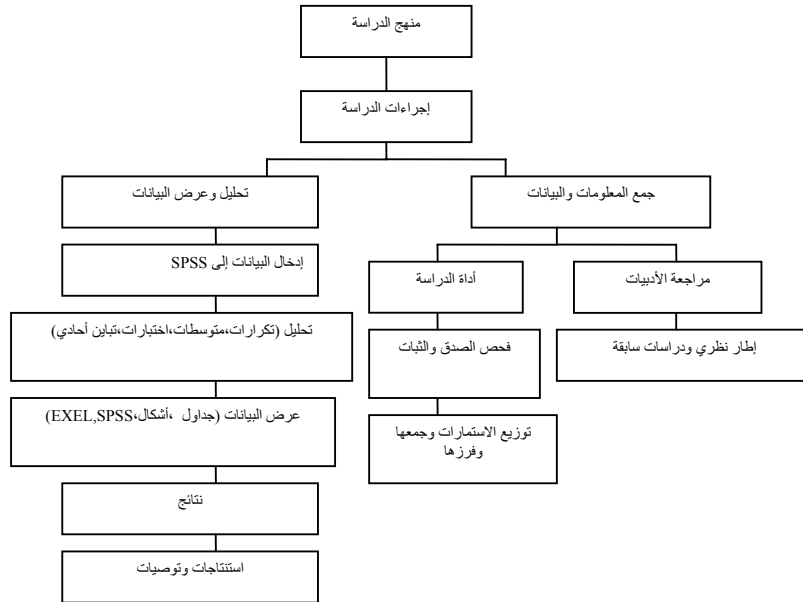 منهج الدراسة
إجراءات الدراسة
جمع المعلومات والبيانات
تحليل وعرض البيانات
مراجعة الأدبيات
أداة الدراسة
إدخال البيانات إلى SPSS
إطار نظري ودراسات سابقة
فحص الصدق والثبات
تحليل (تكرارات،متوسطات،اختبارات،تباين أحادي)
توزيع الاستمارات وجمعها
وفرزها
عرض البيانات (جداول ،أشكال،EXEL,SPSS)
نتائج
استنتاجات وتوصيات